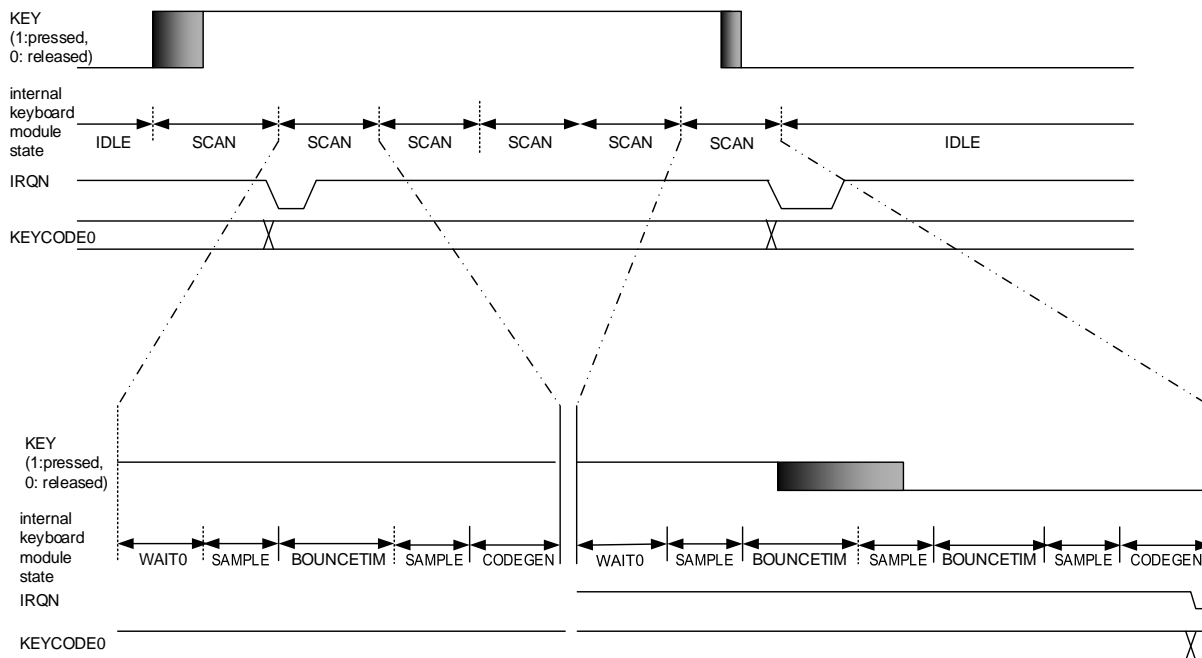 KEY
(1:pressed,
0: released)
internal
keyboard
module
state
IDLE SCAN SCAN SCAN SCAN SCAN SCAN IDLE
IRQN
KEYCODE0
KEY
(1:pressed,
0: released)
internal
keyboard
module
state
WAIT0 SAMPLE BOUNCETIM SAMPLE CODEGEN WAIT0 SAMPLE BOUNCETIM SAMPLE BOUNCETIM SAMPLE CODEGEN
IRQN
KEYCODE0